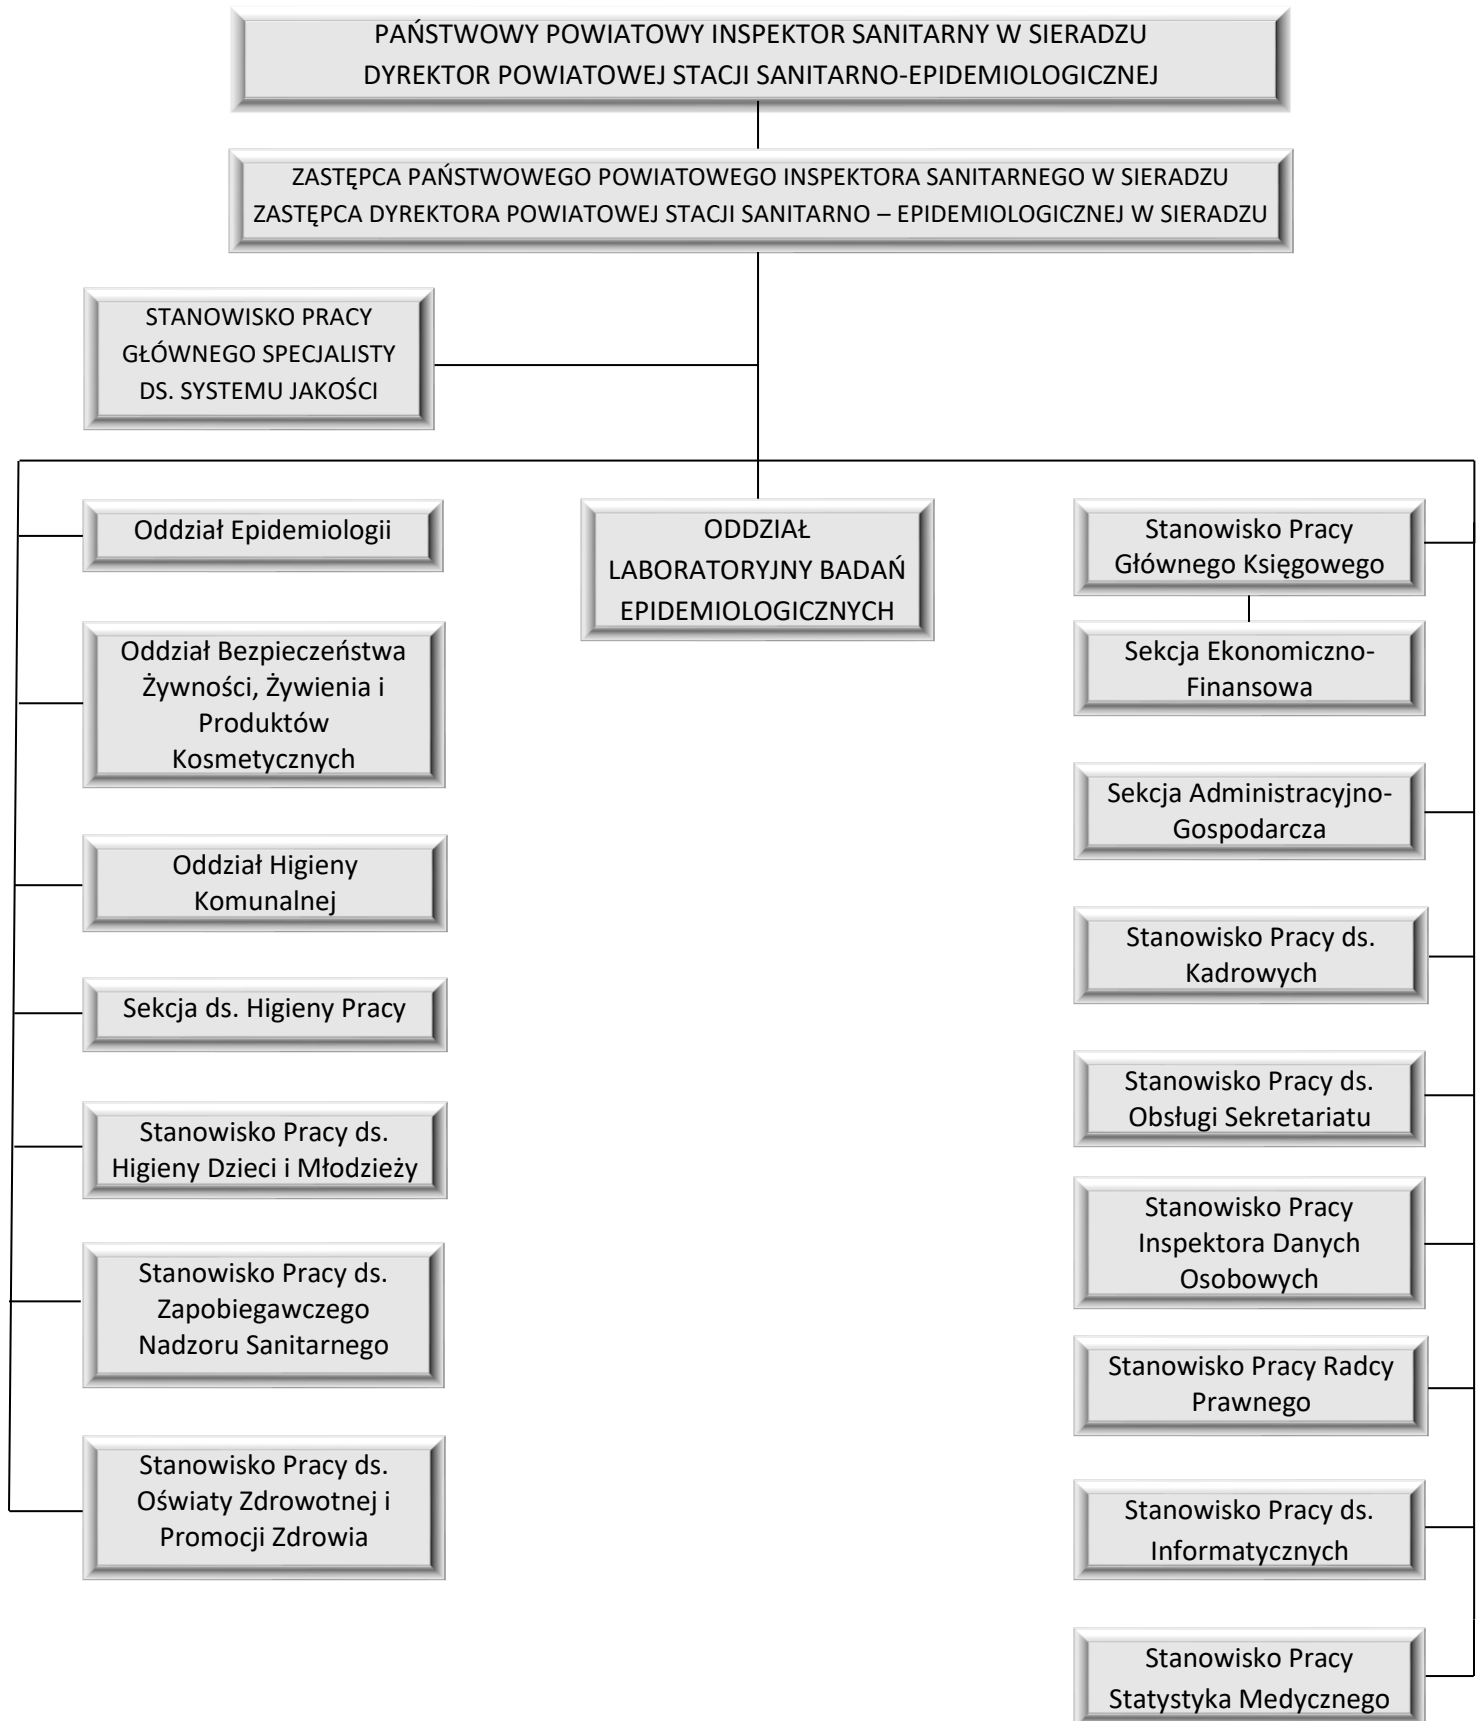 PAŃSTWOWY POWIATOWY INSPEKTOR SANITARNY W SIERADZU
DYREKTOR POWIATOWEJ STACJI SANITARNO-EPIDEMIOLOGICZNEJ
ZASTĘPCA PAŃSTWOWEGO POWIATOWEGO INSPEKTORA SANITARNEGO W SIERADZU
ZASTĘPCA DYREKTORA POWIATOWEJ STACJI SANITARNO – EPIDEMIOLOGICZNEJ W SIERADZU
STANOWISKO PRACY
GŁÓWNEGO SPECJALISTY
DS. SYSTEMU JAKOŚCI
Oddział Epidemiologii
Oddział Bezpieczeństwa
Żywności, Żywienia i
Produktów
Kosmetycznych
Oddział Higieny
Komunalnej
Sekcja ds. Higieny Pracy
Stanowisko Pracy ds.
Higieny Dzieci i Młodzieży
Stanowisko Pracy ds.
Zapobiegawczego
Nadzoru Sanitarnego
Stanowisko Pracy ds.
Oświaty Zdrowotnej i
Promocji Zdrowia
ODDZIAŁ
LABORATORYJNY BADAŃ
EPIDEMIOLOGICZNYCH
Stanowisko Pracy
Głównego Księgowego
Sekcja Ekonomiczno-
Finansowa
Sekcja Administracyjno-
Gospodarcza
Stanowisko Pracy ds.
Kadrowych
Stanowisko Pracy ds.
Obsługi Sekretariatu
Stanowisko Pracy
Inspektora Danych
Osobowych
Stanowisko Pracy Radcy
Prawnego
Stanowisko Pracy ds.
Informatycznych
Stanowisko Pracy
Statystyka Medycznego